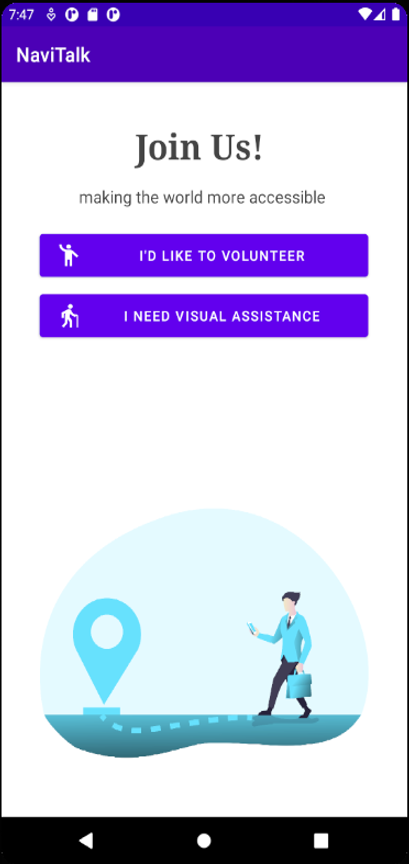 7:47
NaviTalk
Join Us!
making the world more accessible
I'D LIKE TO VOLUNTEER
I NEED VISUAL ASSISTANCE